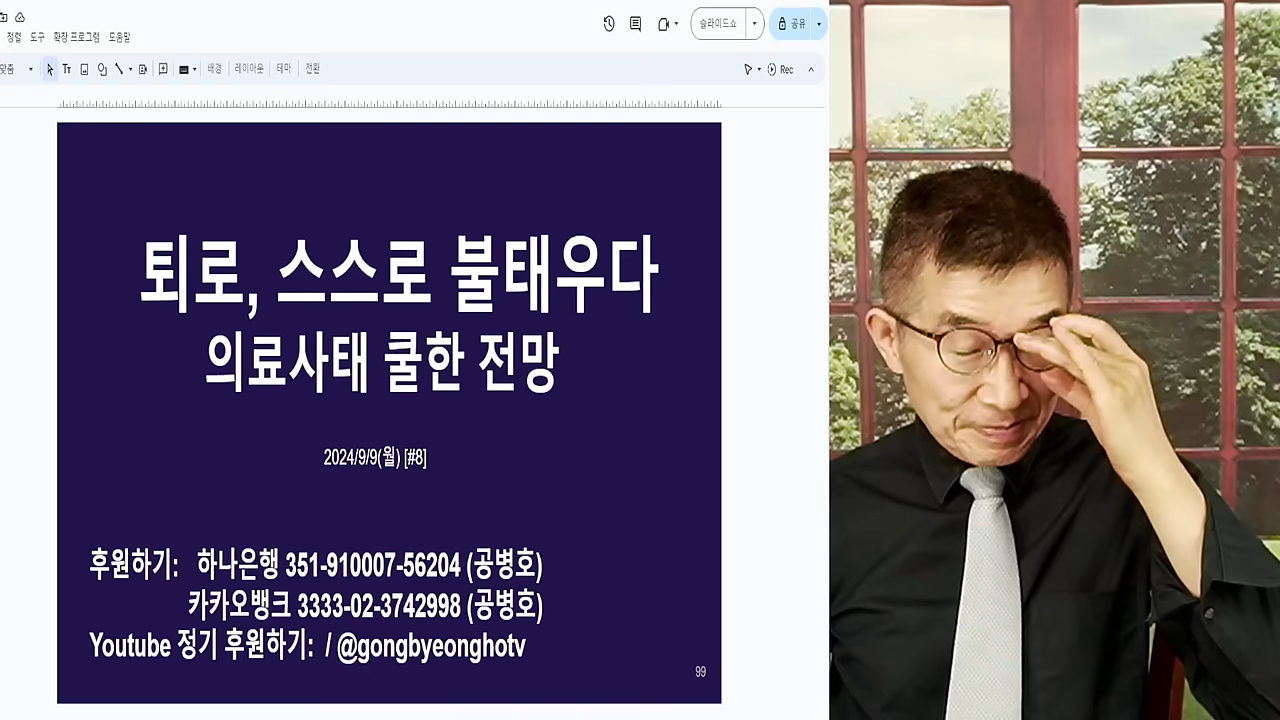 정렬 도구 확장 프로그램 도움말
슬라이드쇼
공유
맞춤
Tт
배경 레이아웃 테마 전환
Rec
퇴로, 스스로 불태우다
의료사태 쿨한 전망
2024/9/9(월) [#8]
후원하기: 하나은행 351-910007-56204 (공병호)
카카오뱅크 3333-02-3742998 (공병호)
Youtube 정기 후원하기: / @gongbyeonghotv
99